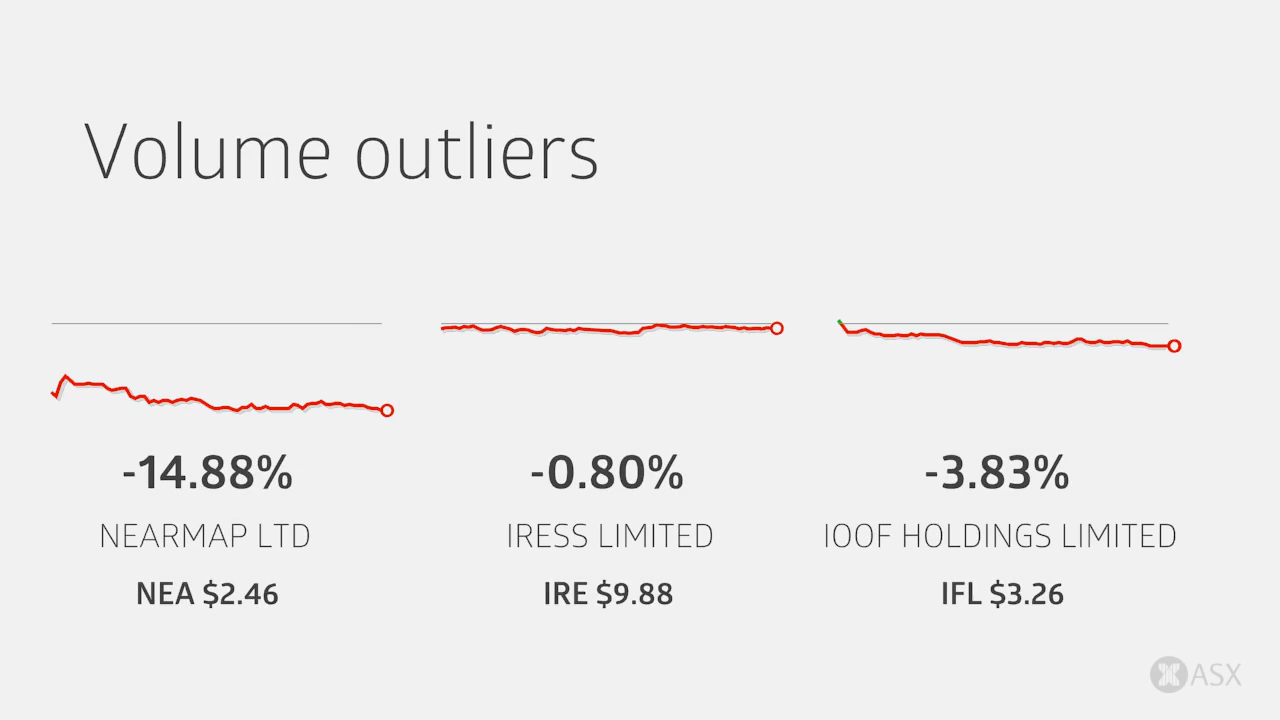 Volume outliers
-14.88%
NEARMAP LTD
NEA $2.46
-0.80%
IRESS LIMITED
IRE $9.88
-3.83%
IOOF HOLDINGS LIMITED
IFL $3.26
ASX